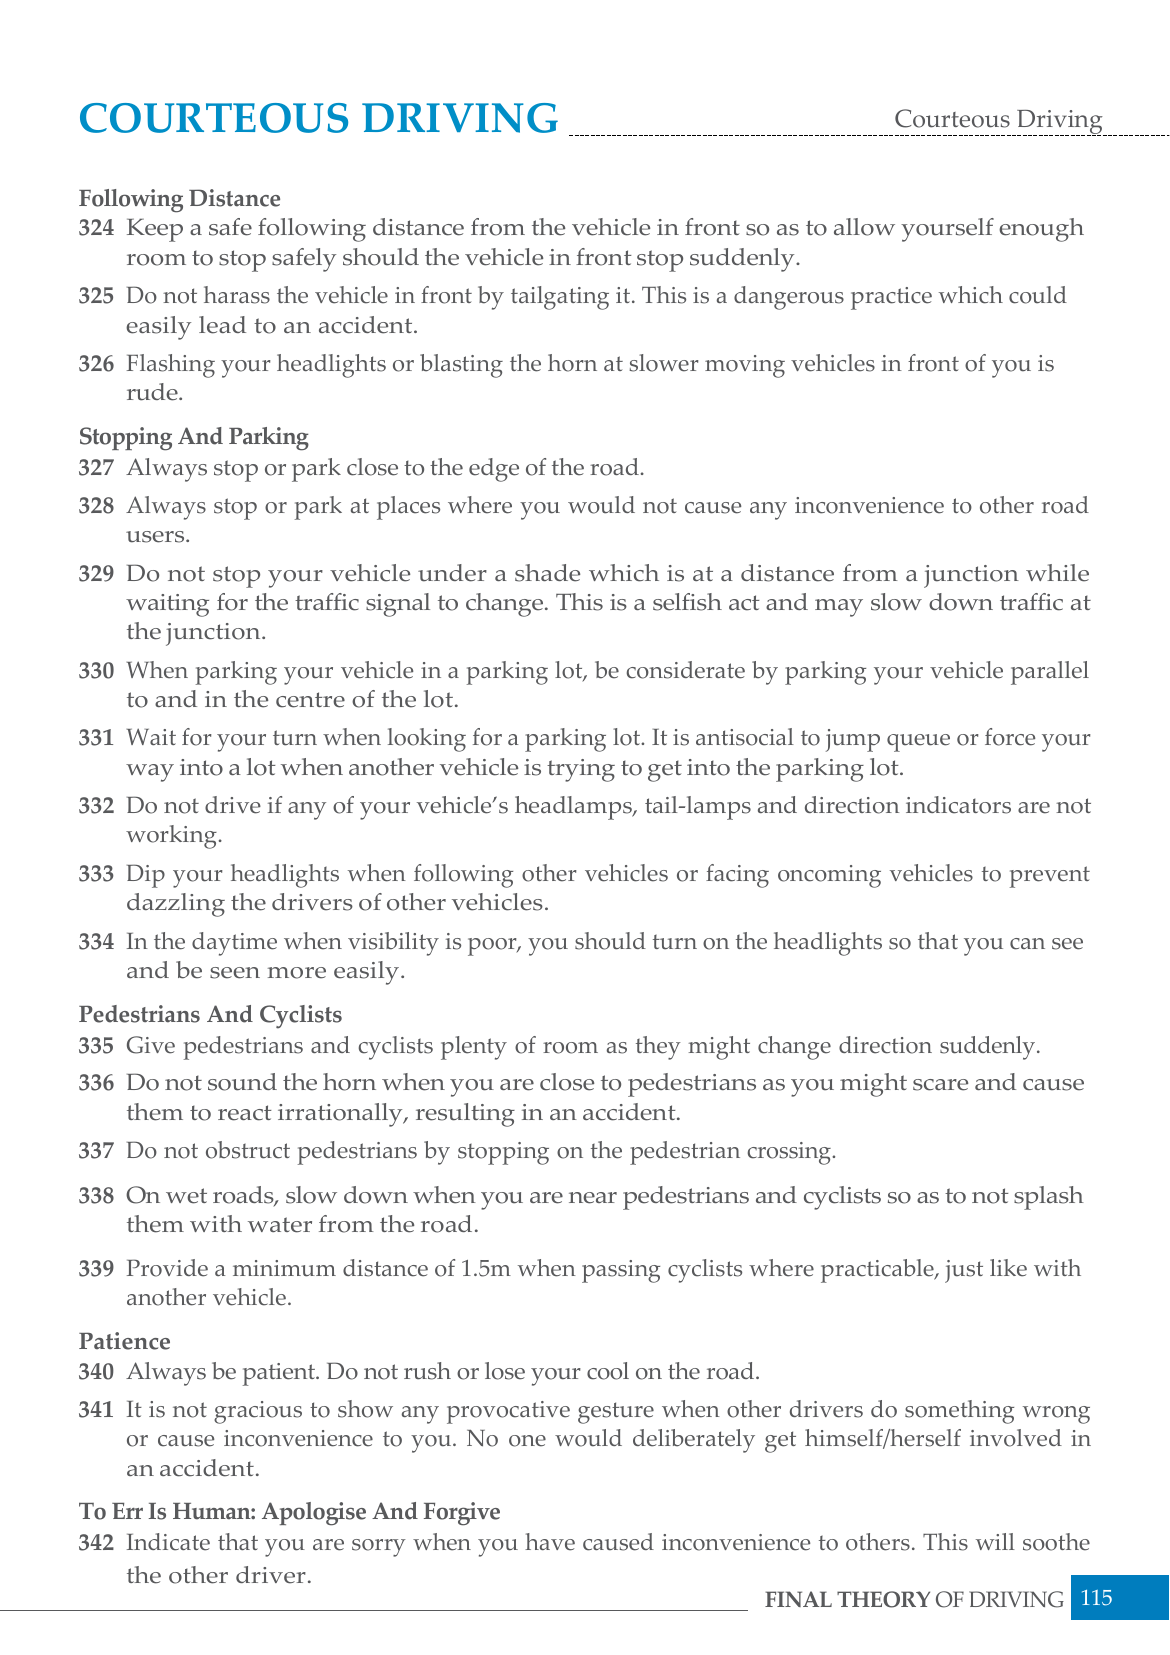 COURTEOUS DRIVING
Courteous Driving
Following Distance
324 Keep a safe following distance from the vehicle in front so as to allow yourself enough
room to stop safely should the vehicle in front stop suddenly.
325 Do not harass the vehicle in front by tailgating it. This is a dangerous practice which could
easily lead to an accident.
326 Flashing your headlights or blasting the horn at slower moving vehicles in front of you is
rude.
Stopping And Parking
327 Always stop or park close to the edge of the road.
328 Always stop or park at places where you would not cause any inconvenience to other road
users.
329 Do not stop your vehicle under a shade which is at a distance from a junction while
waiting for the traffic signal to change. This is a selfish act and may slow down traffic at
the junction.
330 When parking your vehicle in a parking lot, be considerate by parking your vehicle parallel
to and in the centre of the lot.
331 Wait for your turn when looking for a parking lot. It is antisocial to jump queue or force your
way into a lot when another vehicle is trying to get into the parking lot.
332 Do not drive if any of your vehicle’s headlamps, tail-lamps and direction indicators are not
working.
333 Dip your headlights when following other vehicles or facing oncoming vehicles to prevent
dazzling the drivers of other vehicles.
334 In the daytime when visibility is poor, you should turn on the headlights so that you can see
and be seen more easily.
Pedestrians And Cyclists
335 Give pedestrians and cyclists plenty of room as they might change direction suddenly.
336 Do not sound the horn when you are close to pedestrians as you might scare and cause
them to react irrationally, resulting in an accident.
337 Do not obstruct pedestrians by stopping on the pedestrian crossing.
338 On wet roads, slow down when you are near pedestrians and cyclists so as to not splash
them with water from the road.
339 Provide a minimum distance of 1.5m when passing cyclists where practicable, just like with
another vehicle.
Patience
340 Always be patient. Do not rush or lose your cool on the road.
341 It is not gracious to show any provocative gesture when other drivers do something wrong
or cause inconvenience to you. No one would deliberately get himself/herself involved in
an accident.
To Err Is Human: Apologise And Forgive
342 Indicate that you are sorry when you have caused inconvenience to others. This will soothe
the other driver.
FINAL THEORY OF DRIVING 115